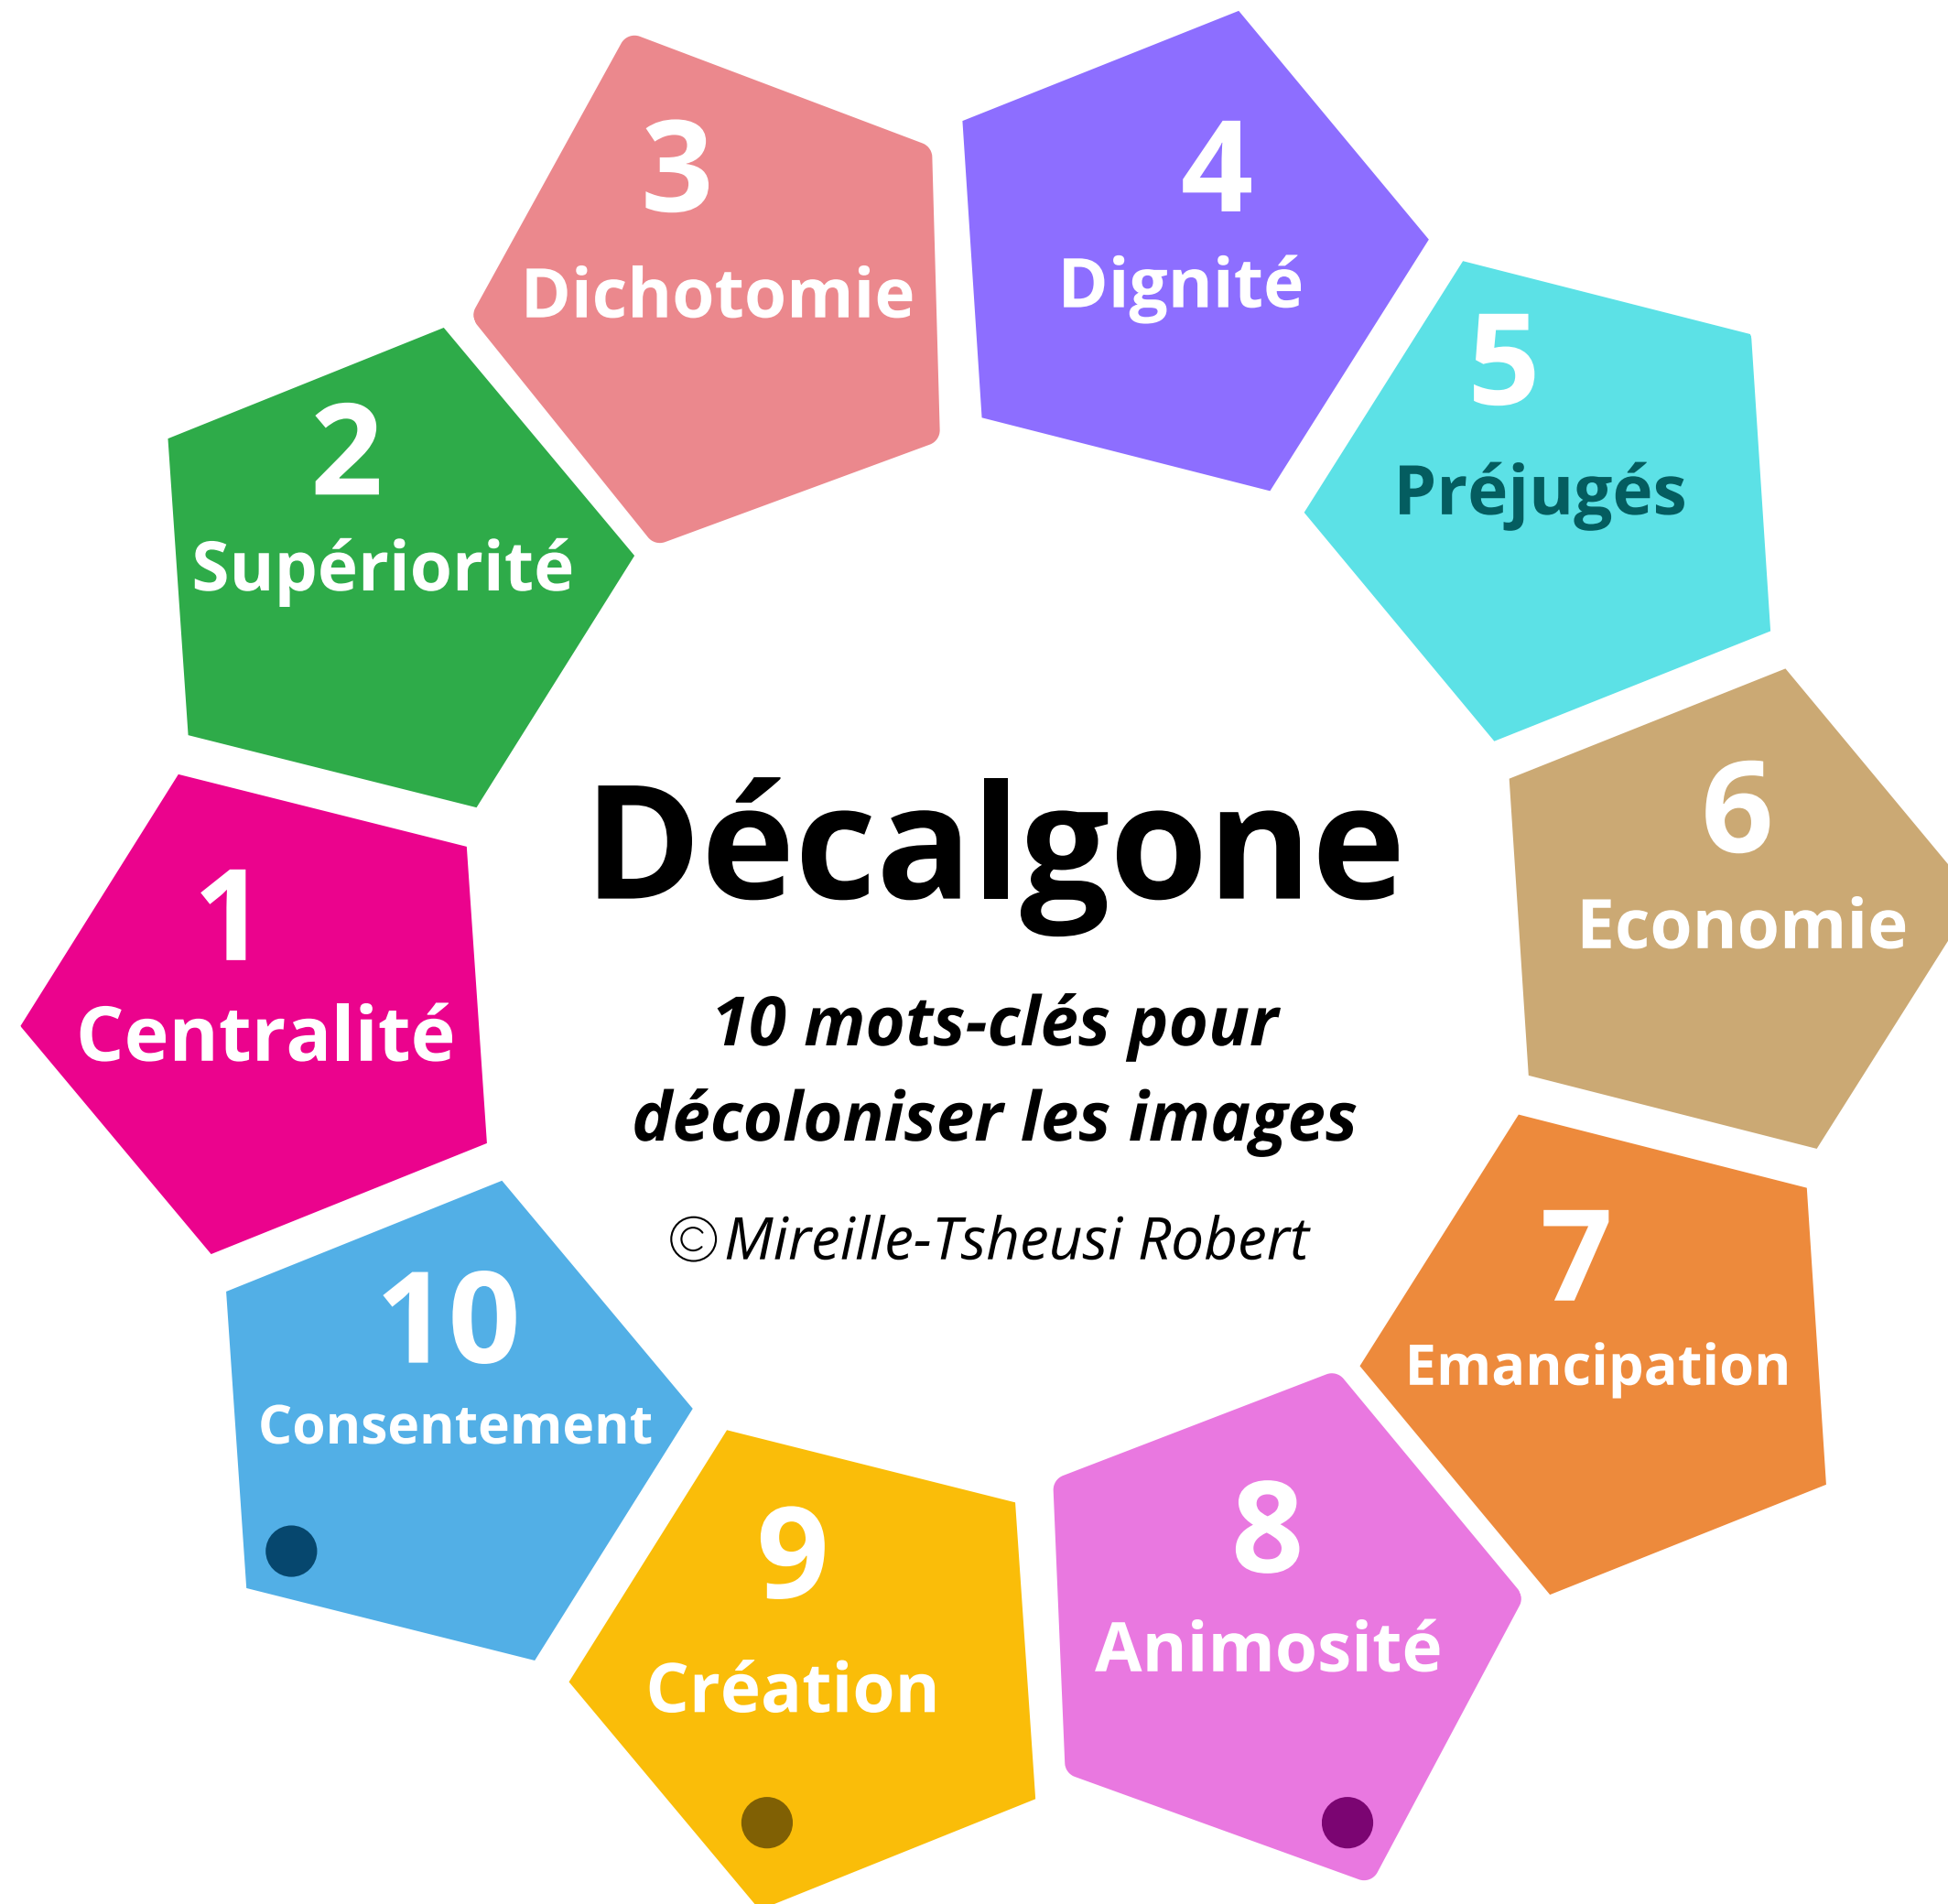 Décalgone
10 mots-clés pour
décoloniser les images
©Mireille-Tsheusi Robert
1
Centralité
2
Supériorité
3
Dichotomie
4
Dignité
5
Préjugés
6
Economie
7
Emancipation
8
Animosité
9
Création
10
Consentement